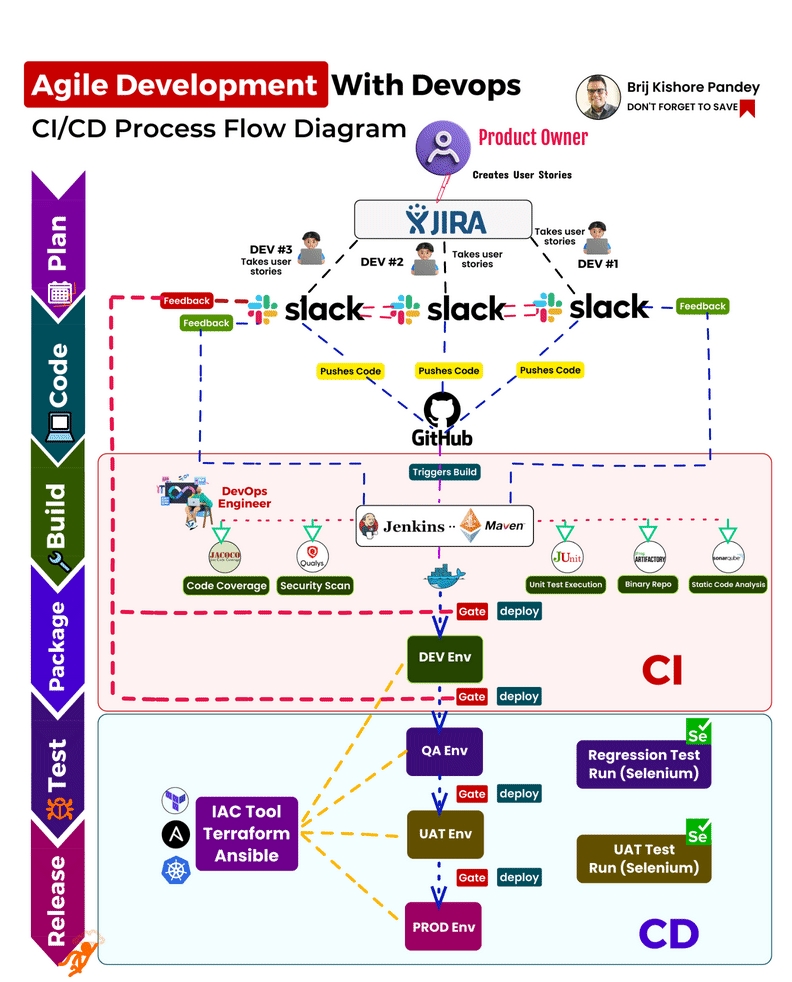 Agile Development With Devops
CI/CD Process Flow Diagram
Brij Kishore Pandey
DON'T FORGET TO SAVE
Product Owner
Creates User Stories
JIRA
DEV #3
Takes user
stories
DEV #2
Takes user
stories
Takes user
stories
DEV #1
Plan
Feedback
Feedback
slack
slack
slack
Feedback
Code
Pushes Code
Pushes Code
Pushes Code
GitHub
Triggers Build
DevOps
Engineer
Build
Jenkins
Maven
JACOCO
Qualys.
JUnit
ARTIFACTORY
sonarqube
Code Coverage
Security Scan
Unit Test Execution
Binary Repo
Static Code Analysis
Package
Gate
deploy
DEV Env
CI
Gate
deploy
Test
QA Env
Se
Regression Test
Run (Selenium)
Gate
deploy
IAC Tool
Terraform
Ansible
UAT Env
Se
UAT Test
Run (Selenium)
Release
Gate
deploy
PROD Env
CD